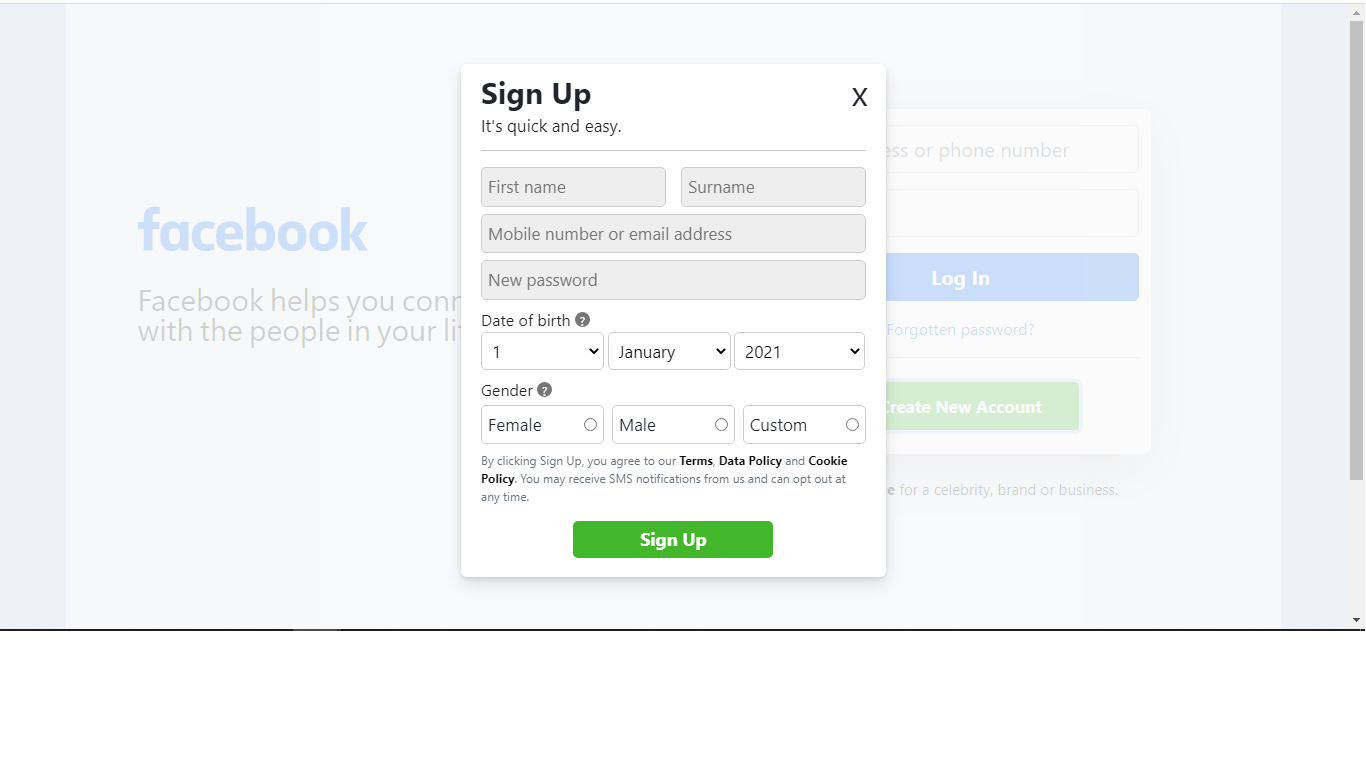 Sign Up
X
It's quick and easy.
First name
Surname
Mobile number or email address
New password
Date of birth ?
1
January
2021
Gender ?
Female
Male
Custom
By clicking Sign Up, you agree to our Terms, Data Policy and Cookie
Policy. You may receive SMS notifications from us and can opt out at
any time.
Sign Up
facebook
Facebook helps you conn
with the people in your li
ess or phone number
Log In
Forgotten password?
Create New Account
e for a celebrity, brand or business.